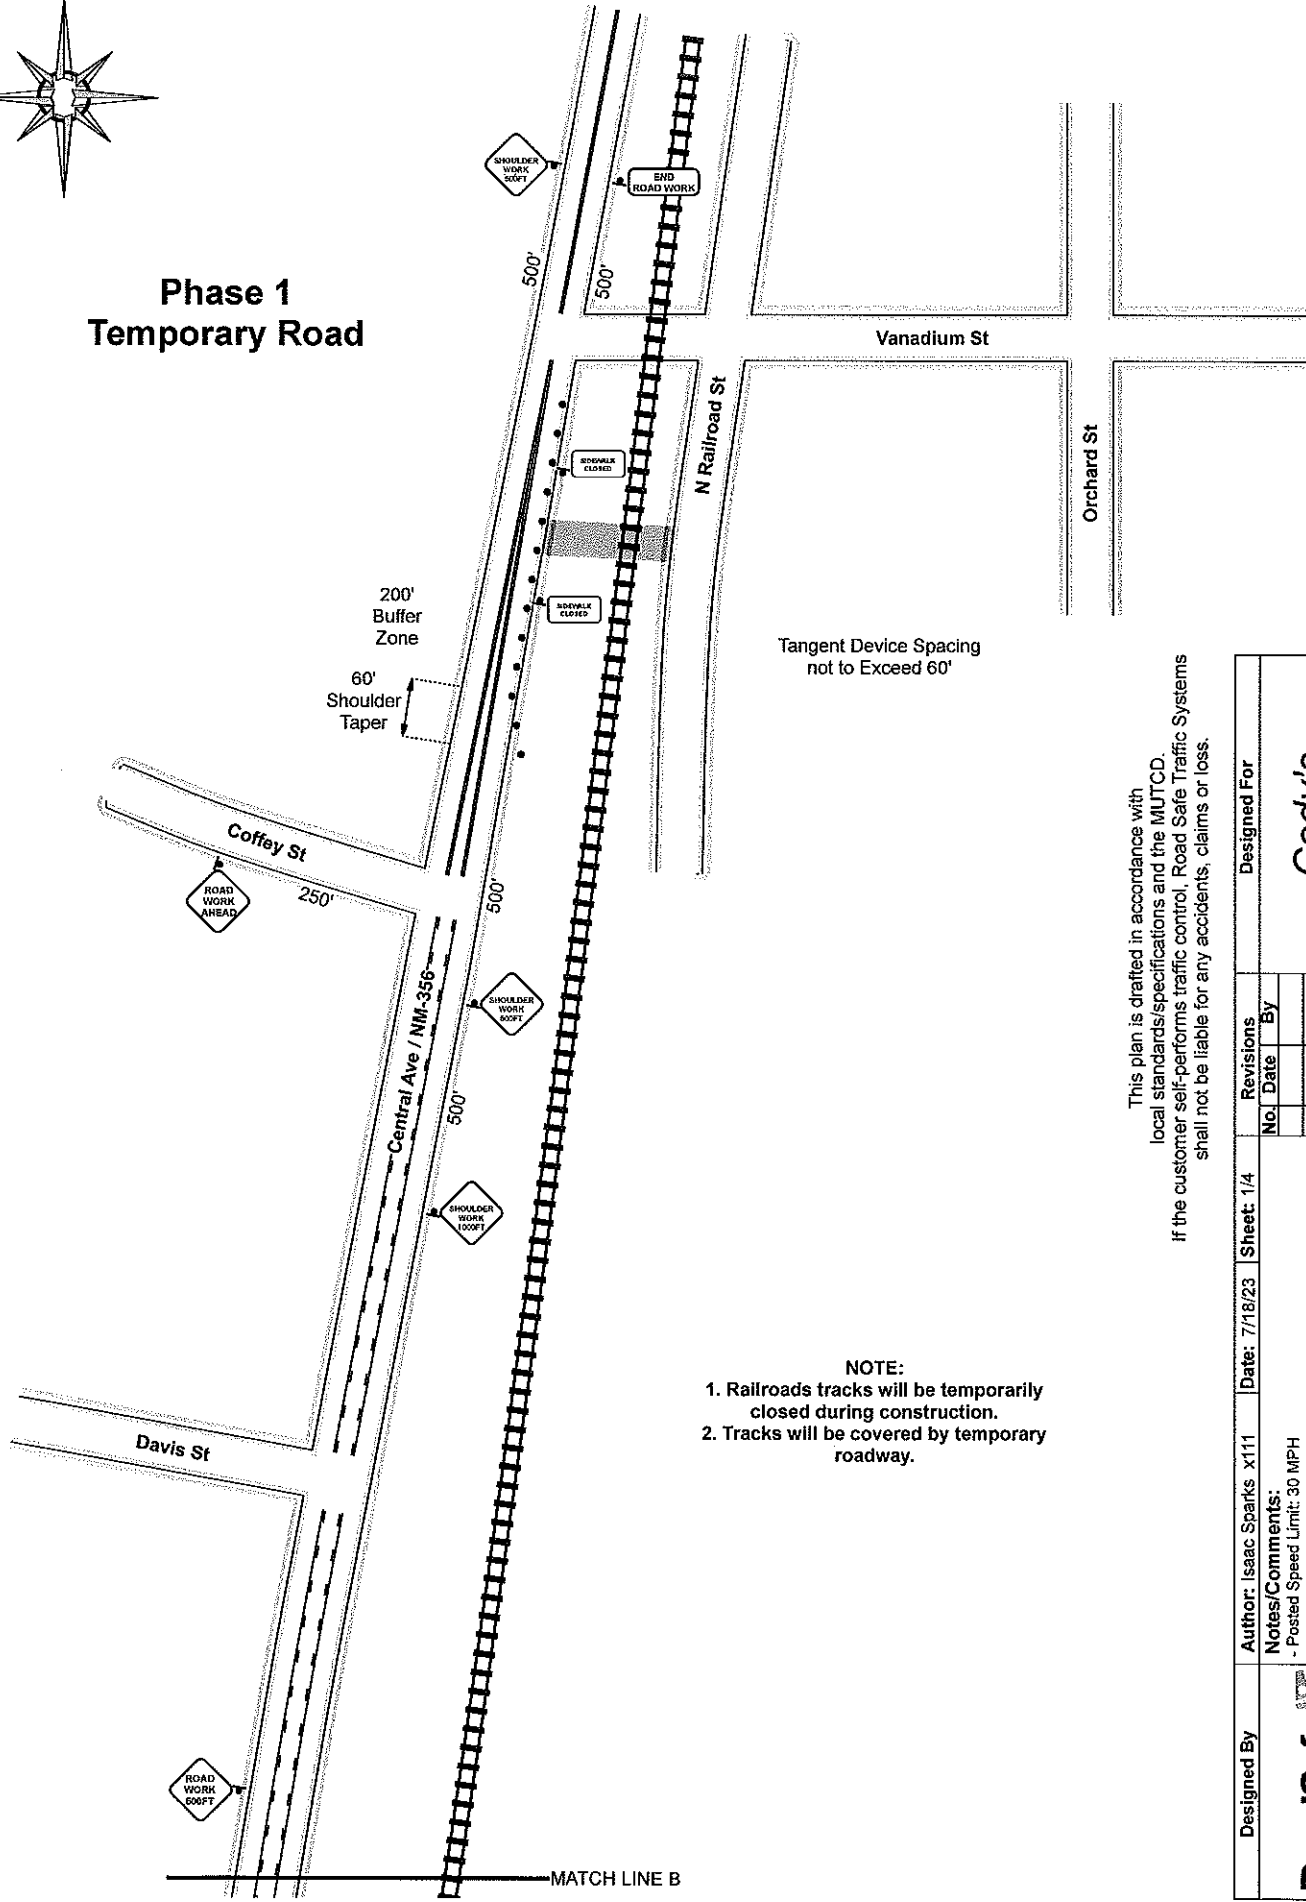 SHOULDER
WORK
500FT
END
ROAD WORK
500'
500'
Phase 1
Temporary Road
Vanadium St
N Railroad St
Orchard St
SIDEWALK
CLOSED
SIDEWALK
CLOSED
200'
Buffer
Zone
60'
Shoulder
Taper
Tangent Device Spacing
not to Exceed 60'
Coffey St
250'
ROAD
WORK
AHEAD
500'
Central Ave / NM-356
SHOULDER
WORK
500'
SHOULDER
WORK
1000FT
NOTE:
1. Railroads tracks will be temporarily
closed during construction.
2. Tracks will be covered by temporary
roadway.
Davis St
ROAD
WORK
MATCH LINE B
This plan is drafted in accordance with
local standards/specifications and the MUTCD.
If the customer self-performs traffic control, Road Safe Traffic Systems
shall not be liable for any accidents, claims or loss.
Designed By
Author: Isaac Sparks x111
Date: 7/18/23
Sheet: 1/4
Revisions
No. Date By
Designed For
Notes/Comments:
- Posted Speed Limit: 30 MPH